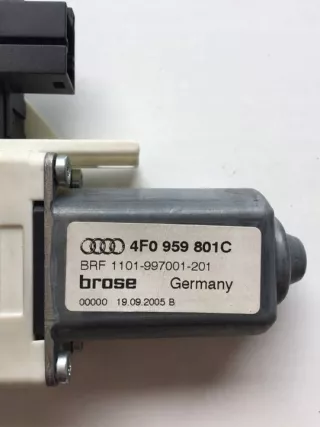 4F0 959 801C
BRF 1101-997001-201
brose Germany
00000 19.09.2005 B